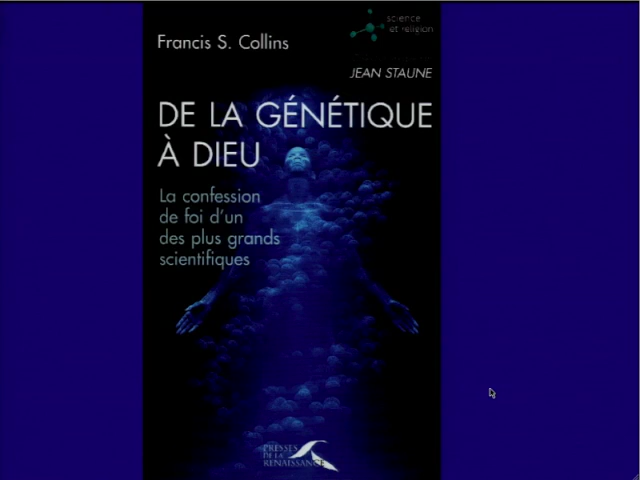 Francis S. Collins
science
et religion
JEAN STAUNE
DE LA GÉNÉTIQUE
À DIEU
La confession
de foi d'un
des plus grands
scientifiques
PRESSES
DE LA
RENAISSANCE